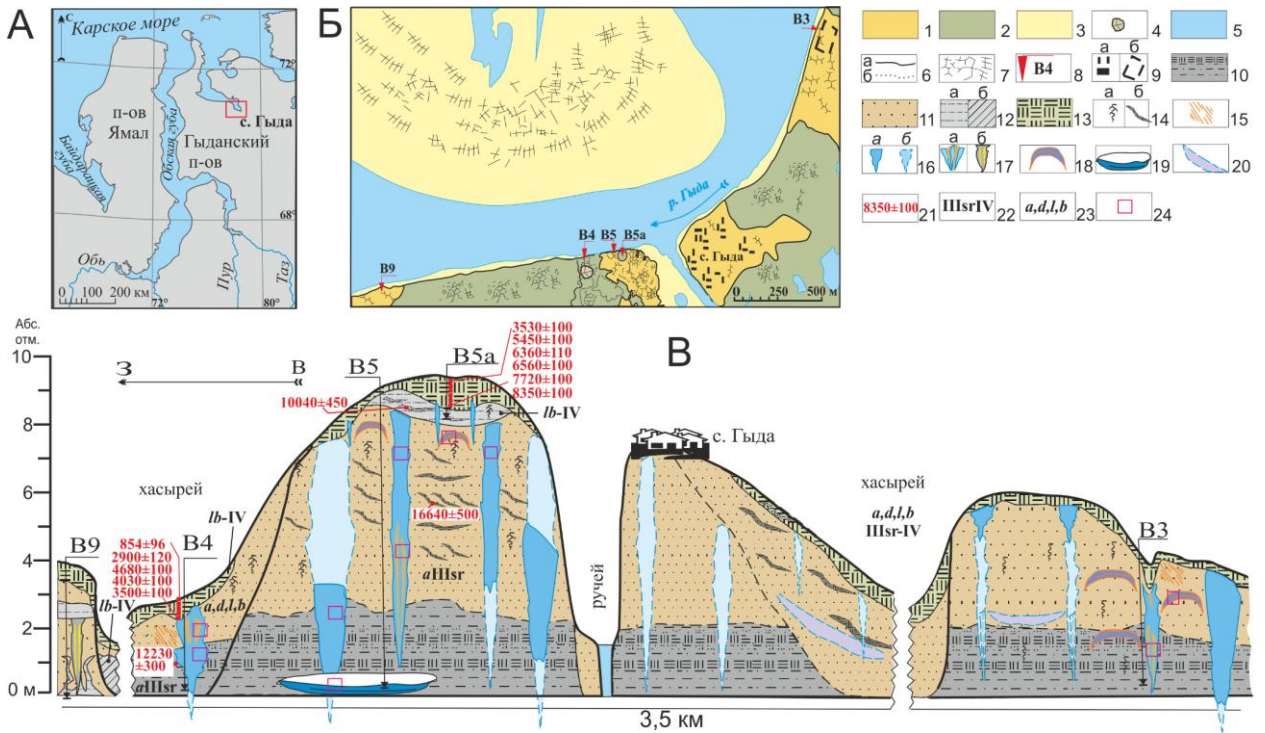 А
с
Карское море
72°
п-ов
Ямал
Байдарацкая
губа
Обская губа
с. Гыда
Гыданский
п-ов
68°
Обь
Пур
Таз
0 100 200 км
72°
80°
Б
В3
р. Гыда
В4
В5
В5а
В9
с. Гыда
0 250 500 м
1
2
3
4
5
а
б
6
7
В4
8
а
б
9
10
11
а
б
12
13
а
б
14
15
а
б
16
а
б
17
18
19
20
8350±100
21
IIIsrIV
22
a,d,l,b
23
24
В
Абс.
отм.
10
8
6
4
2
0 м
З
В
В5
В5а
3530±100
5450±100
6360±110
6560±100
7720±100
8350±100
10040±450
lb-IV
16640±500
aIIIsr
хасырей
lb-IV
В9
854±96
2900±120
4680±100
4030±100
3500±100
В4
lb-IV
a,d,l,b
12230
±300
aIIIsr
ручей
с. Гыда
хасырей
a,d,l,b
IIIsr-IV
В3
3,5 км